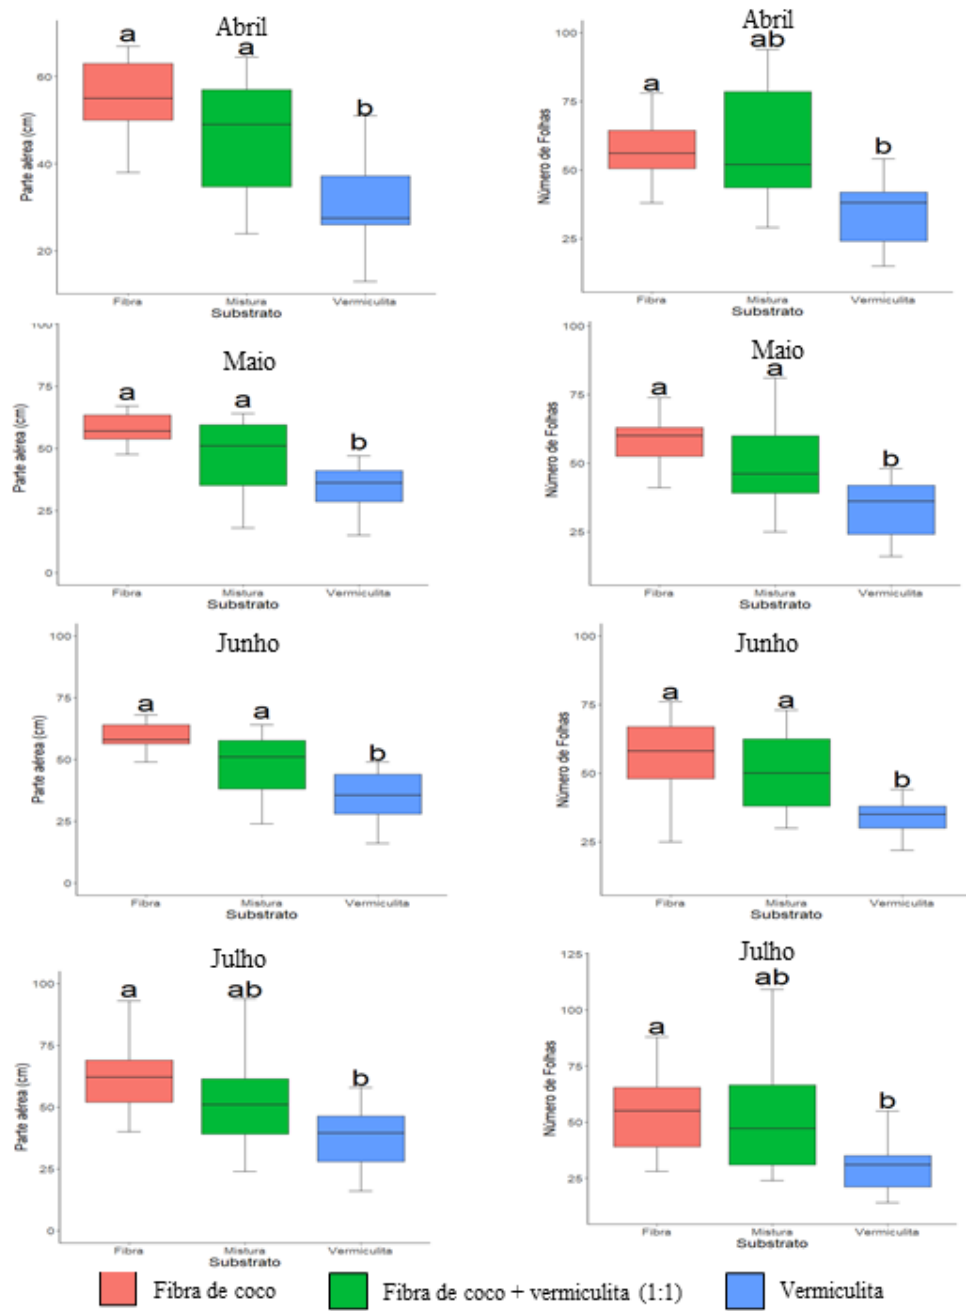 Abril
a
a
b
60
40
20
Parte aérea (cm)
Fibra
Mistura
Vermiculita
Substrato
Abril
a
ab
b
100
75
50
25
Número de Folhas
Fibra
Mistura
Vermiculita
Substrato
Maio
a
a
b
100
75
50
25
0
Parte aérea (cm)
Fibra
Mistura
Vermiculita
Substrato
Maio
a
a
b
100
75
50
25
Número de Folhas
Fibra
Mistura
Vermiculita
Substrato
Junho
a
a
b
100
75
50
25
0
Parte aérea (cm)
Fibra
Mistura
Vermiculita
Substrato
Junho
a
a
b
100
75
50
25
Número de Folhas
Fibra
Mistura
Vermiculita
Substrato
Julho
a
ab
b
100
75
50
25
0
Parte aérea (cm)
Fibra
Mistura
Vermiculita
Substrato
Julho
a
ab
b
125
100
75
50
25
Número de Folhas
Fibra
Mistura
Vermiculita
Substrato
Fibra de coco
Fibra de coco + vermiculita (1:1)
Vermiculita